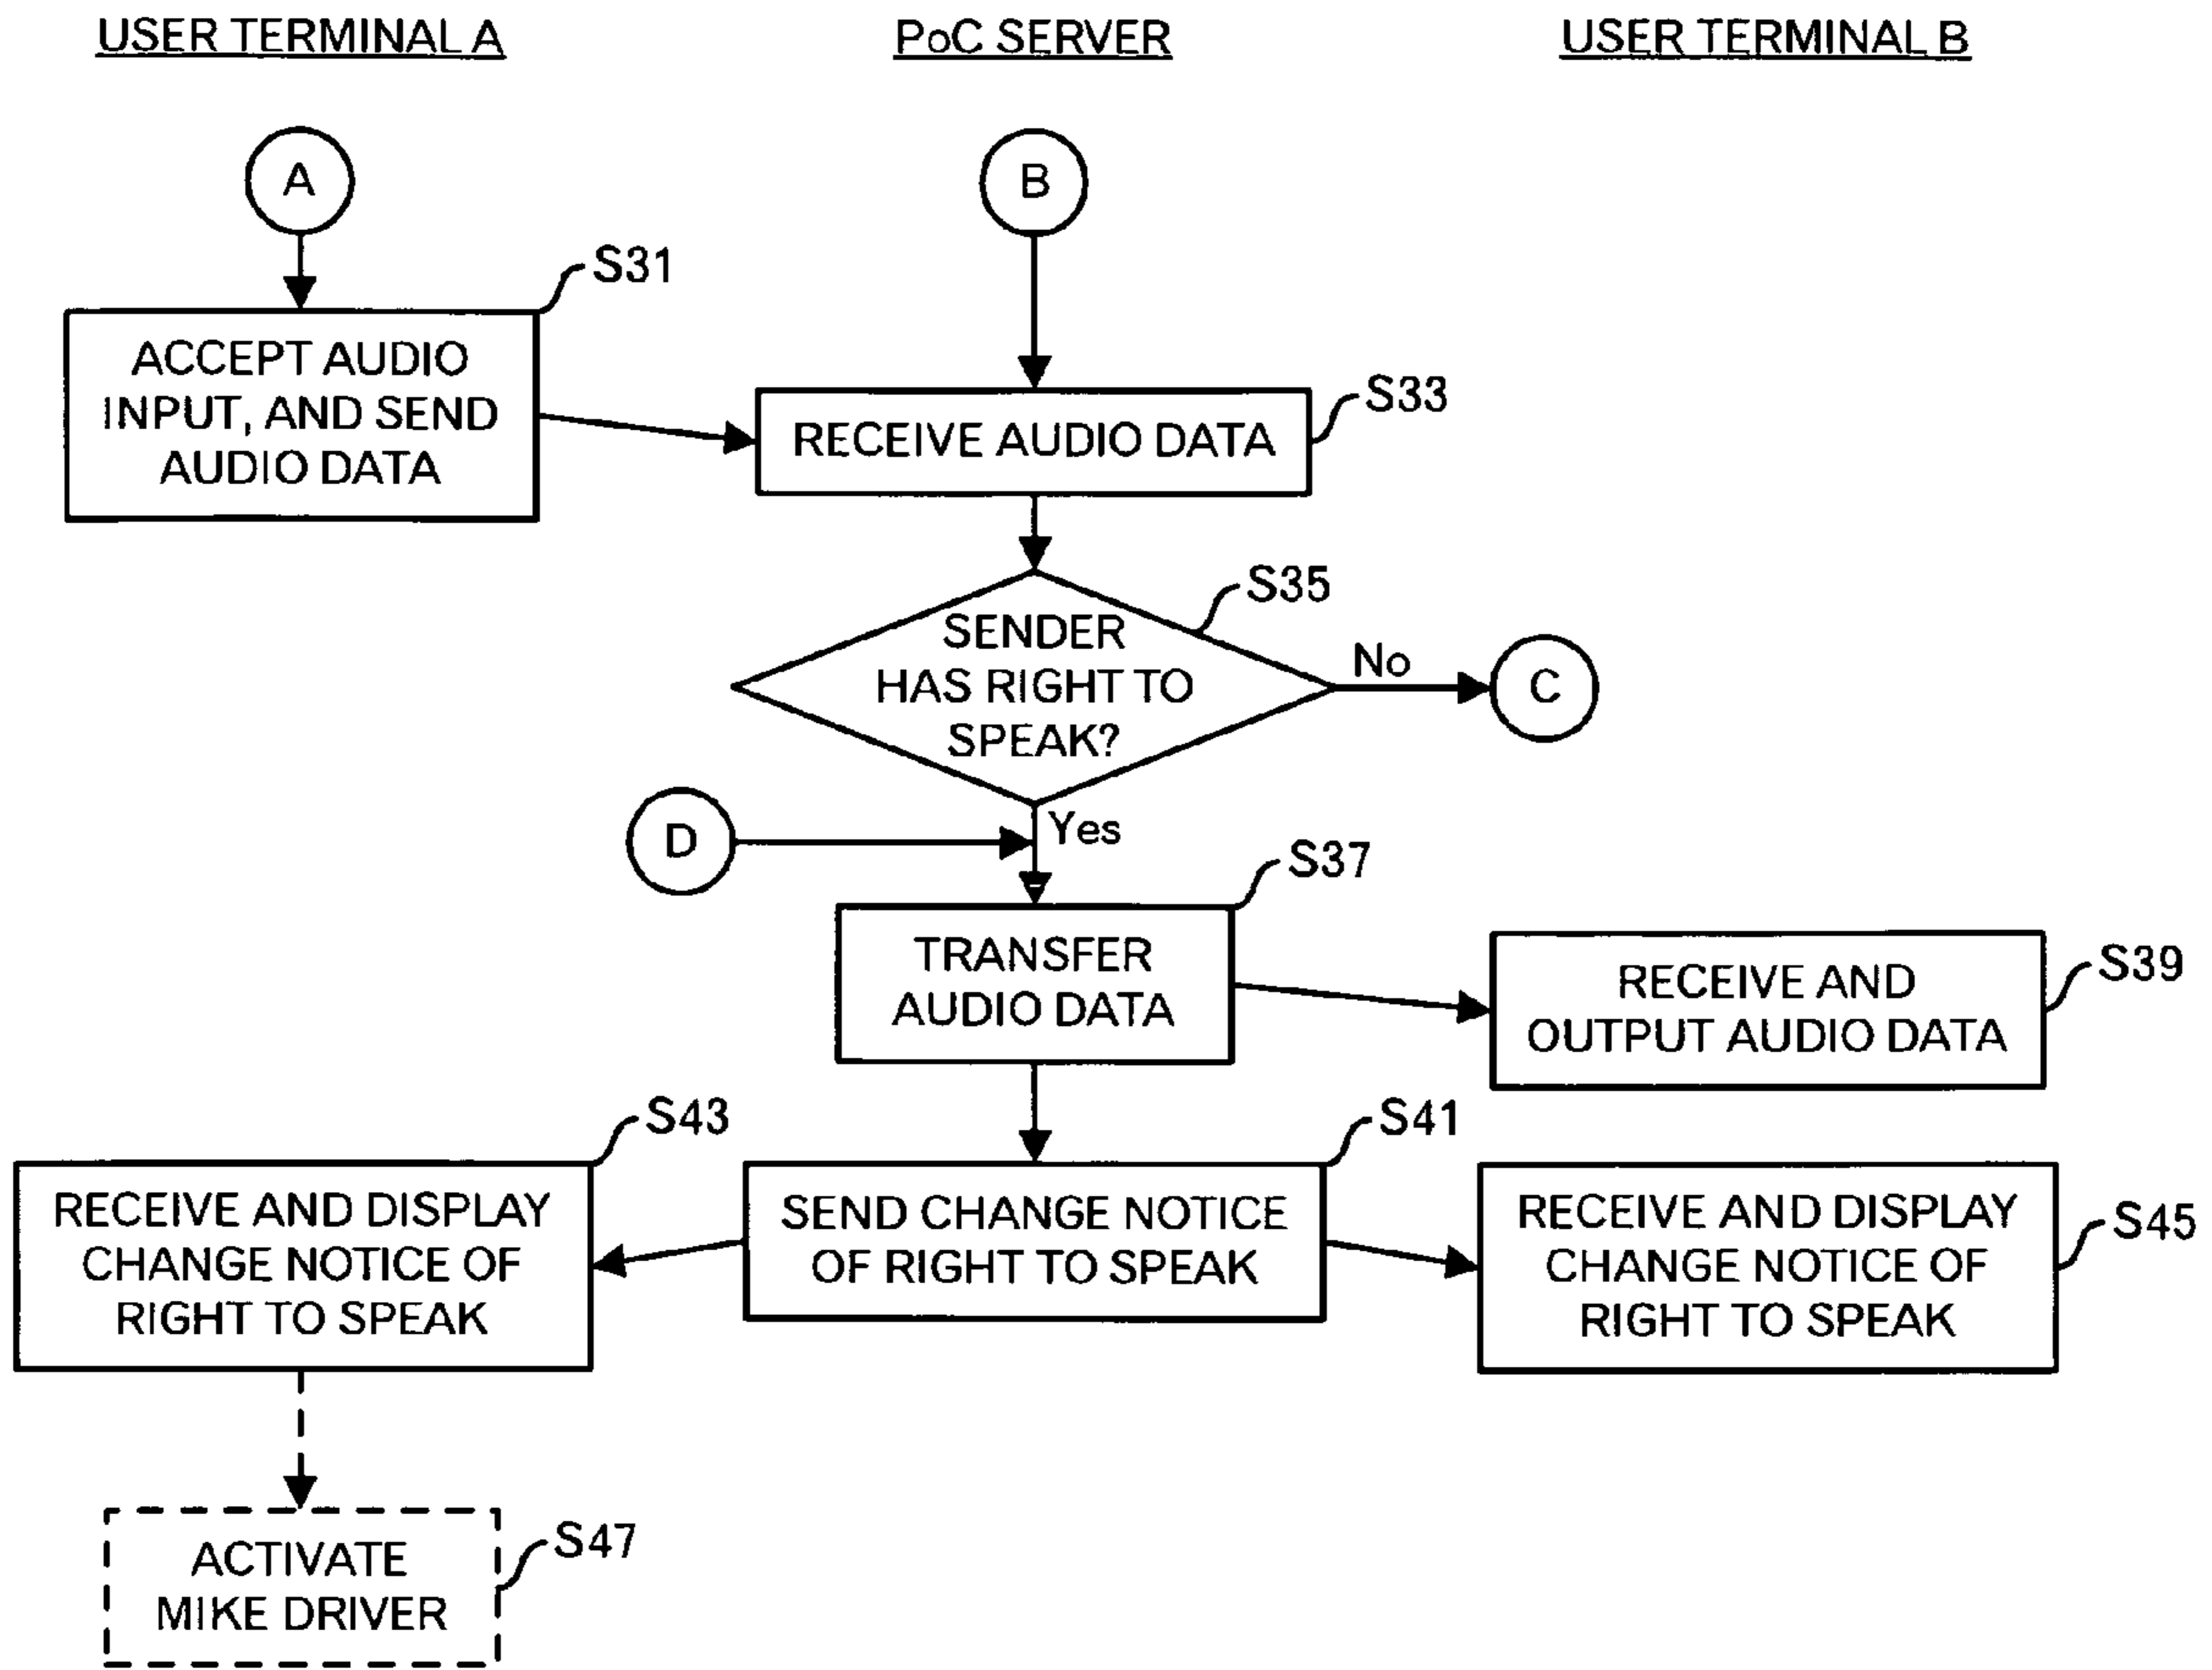 USER TERMINAL A
PoC SERVER
USER TERMINAL B
A
B
S31
ACCEPT AUDIO
INPUT, AND SEND
AUDIO DATA
S33
RECEIVE AUDIO DATA
S35
SENDER
HAS RIGHT TO
SPEAK?
No
C
D
Yes
S37
TRANSFER
AUDIO DATA
S39
RECEIVE AND
OUTPUT AUDIO DATA
S43
RECEIVE AND DISPLAY
CHANGE NOTICE OF
RIGHT TO SPEAK
S41
SEND CHANGE NOTICE
OF RIGHT TO SPEAK
S45
RECEIVE AND DISPLAY
CHANGE NOTICE OF
RIGHT TO SPEAK
S47
ACTIVATE
MIKE DRIVER